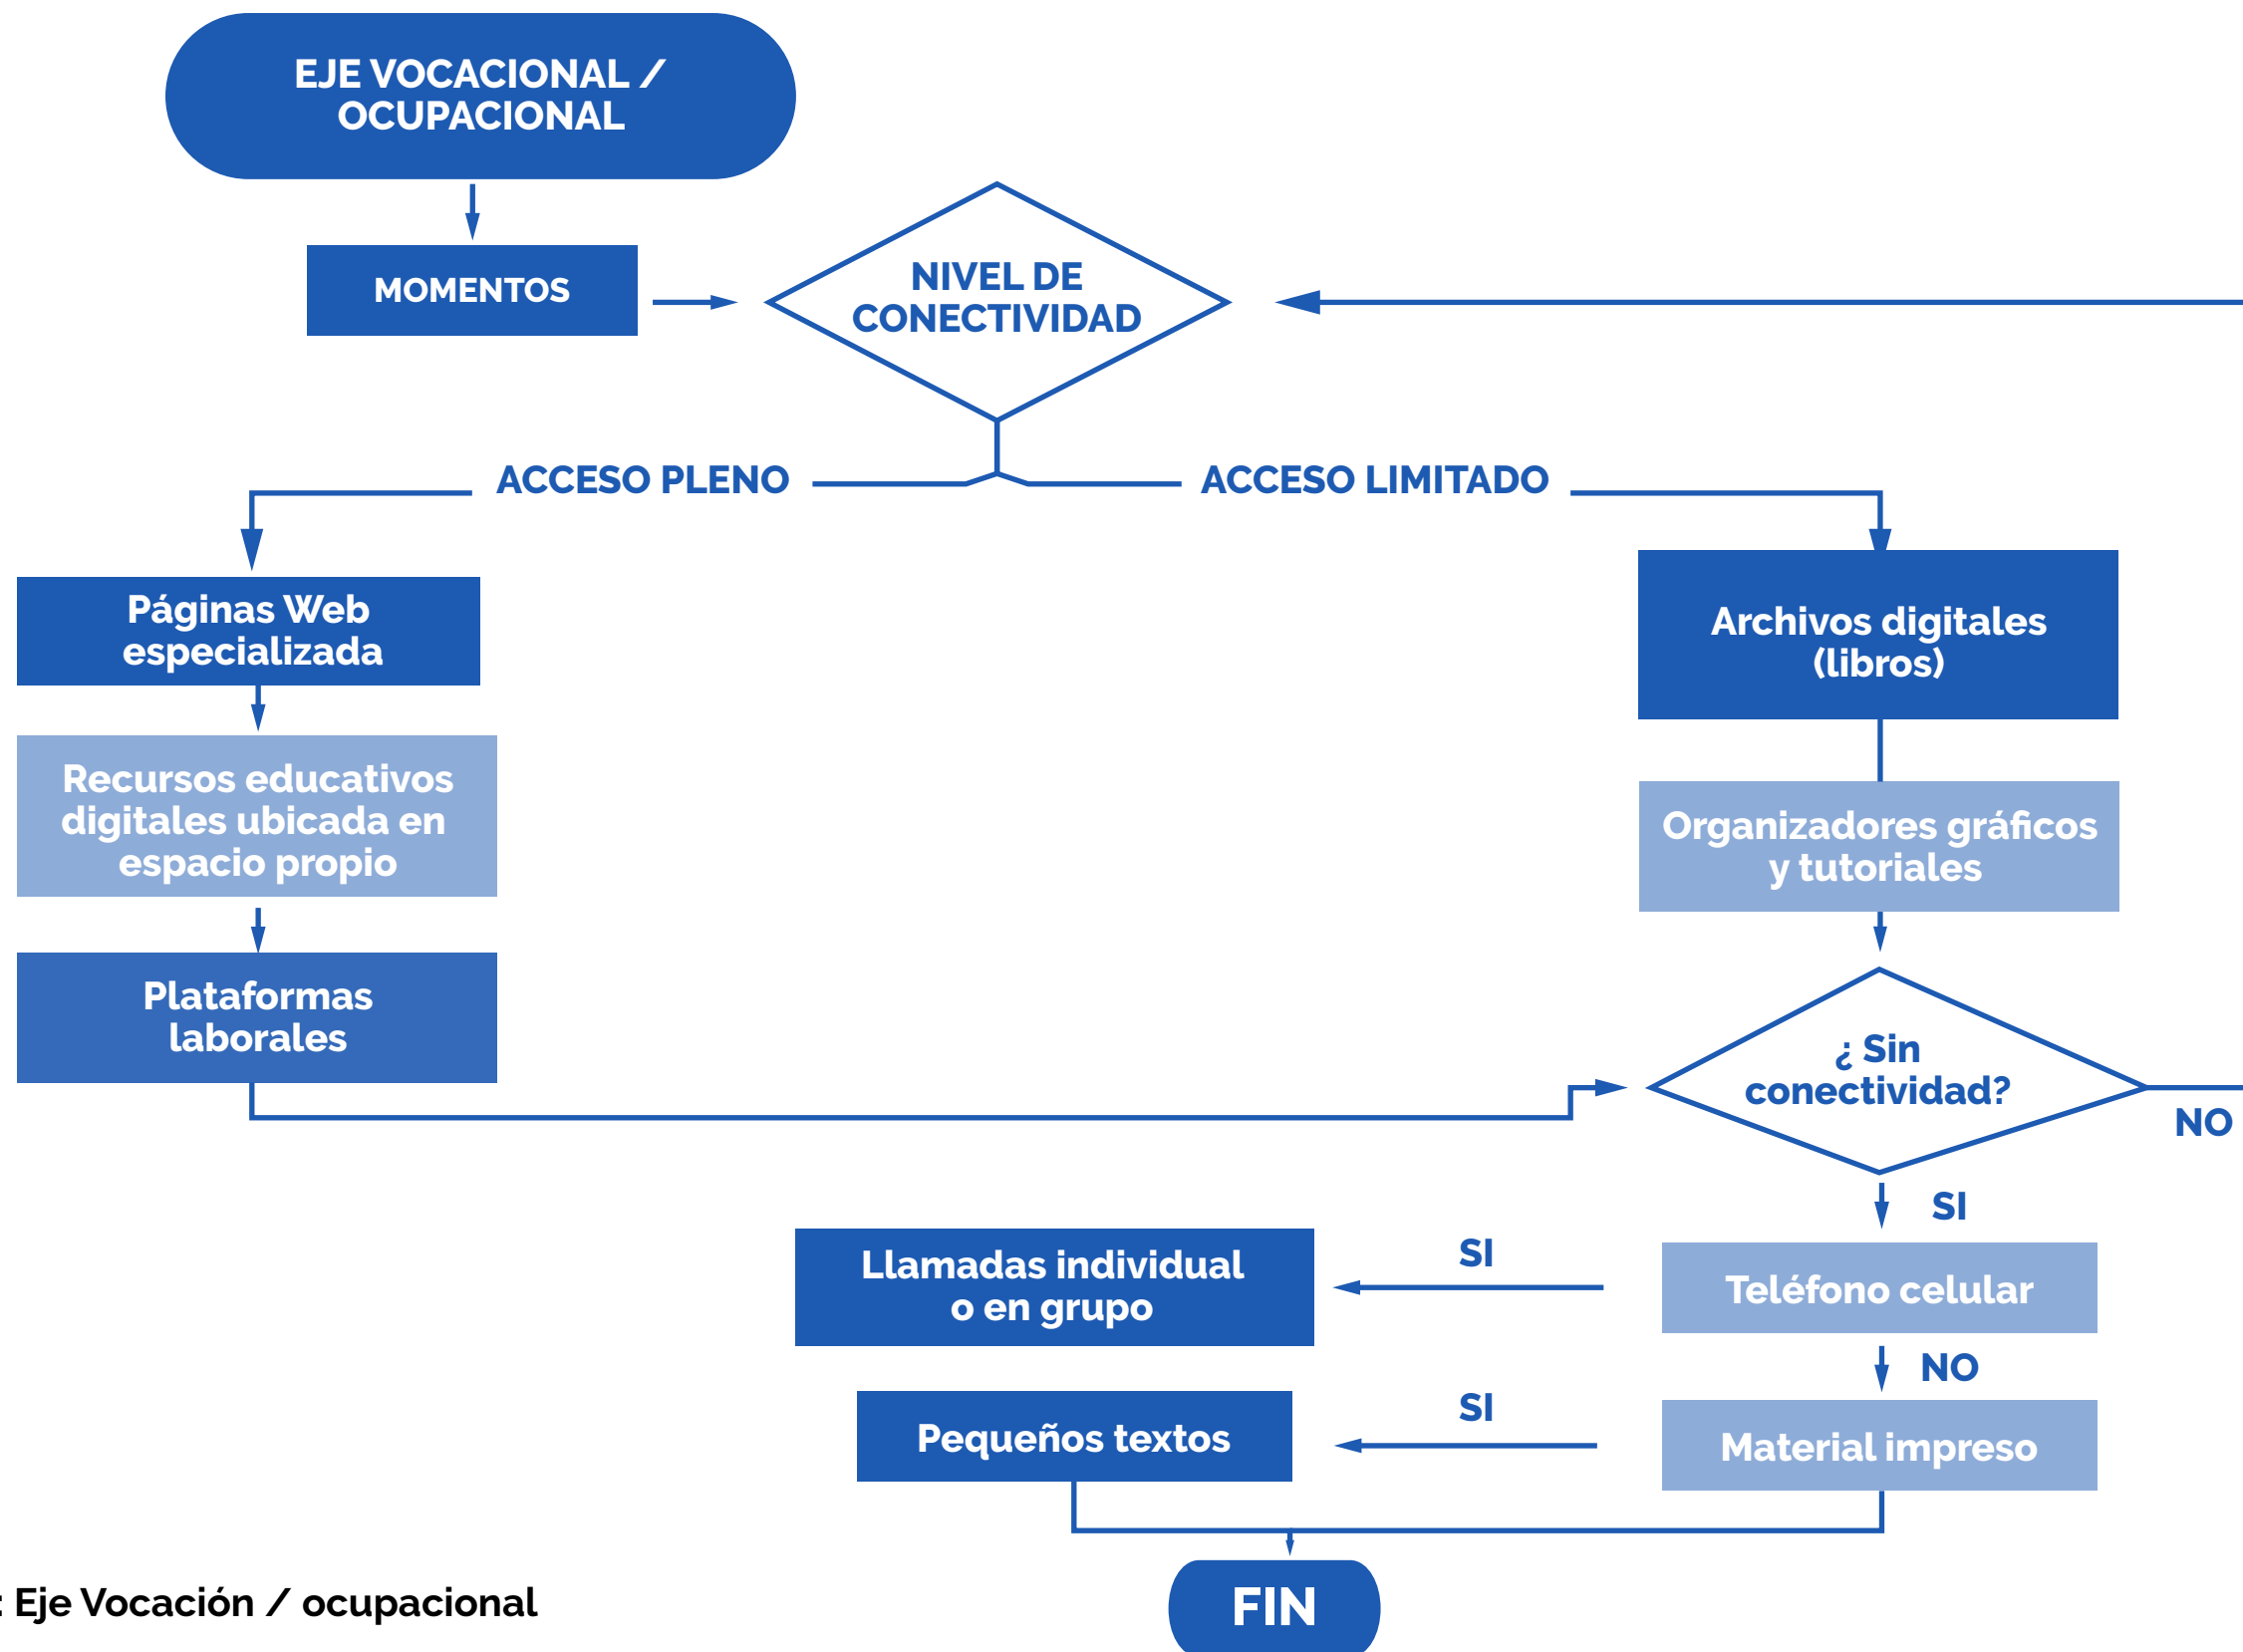 EJE VOCACIONAL /
OCUPACIONAL
MOMENTOS
NIVEL DE
CONECTIVIDAD
ACCESO PLENO
ACCESO LIMITADO
Páginas Web
especializada
Recursos educativos
digitales ubicada en
espacio propio
Plataformas
laborales
Archivos digitales
(libros)
Organizadores gráficos
y tutoriales
¿ Sin
conectividad?
NO
SI
Teléfono celular
SI
Llamadas individual
o en grupo
NO
Material impreso
SI
Pequeños textos
FIN
: Eje Vocación / ocupacional